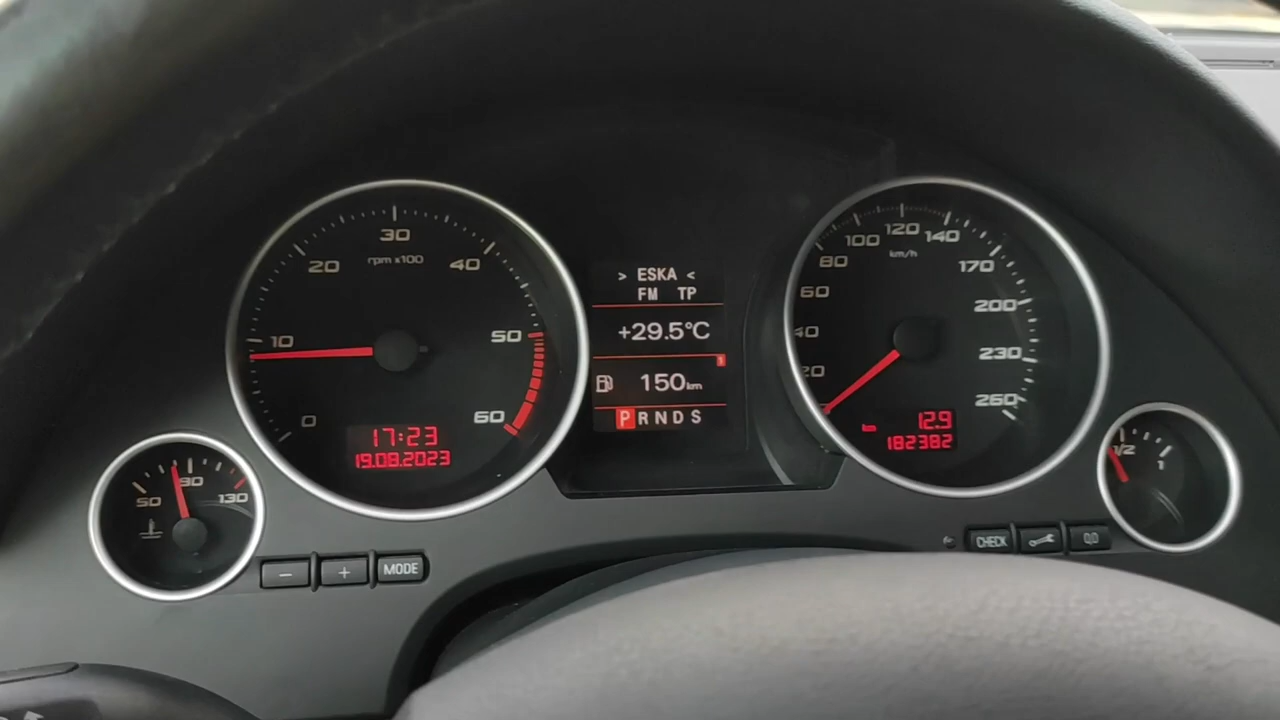 30
20 40
rpm x100
10 50
0 60
17:23
19.08.2023
> ESKA <
FM TP
+29.5°C
1
150km
PRNDS
120
100 140
km/h
80 170
60 200
40 230
20 260
km 12.9
182382
50 90 130
1/2 1
− + MODE
CHECK 0.0